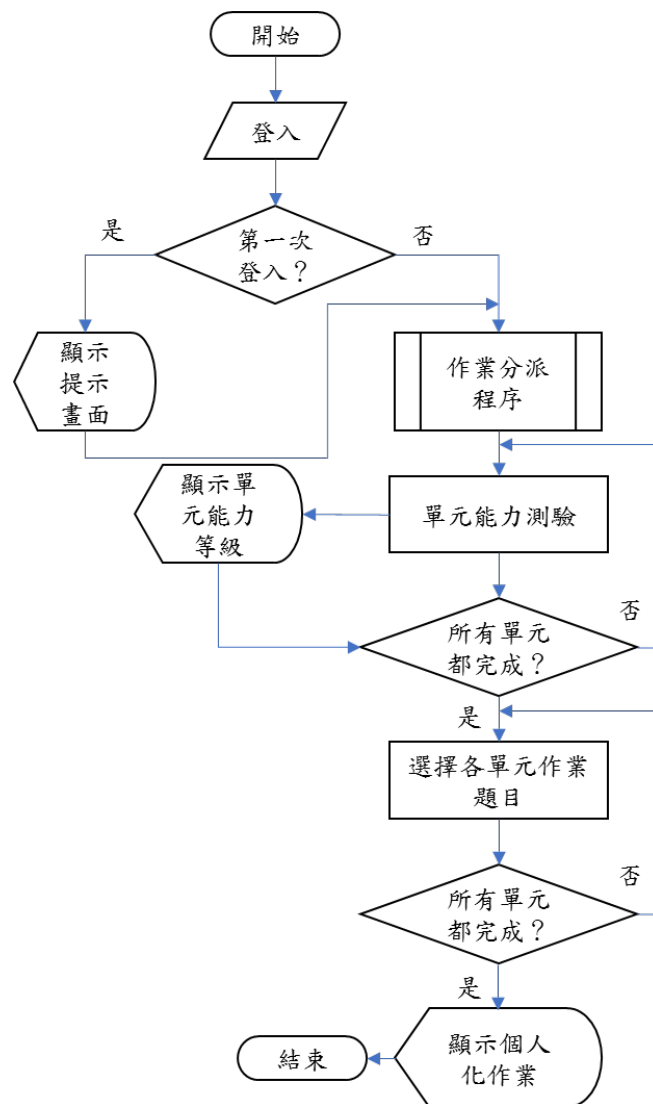 開始
登入
是
第一次
登入？
否
顯示
提示
畫面
作業分派
程序
顯示單
元能力
等級
單元能力測驗
所有單元
都完成？
否
是
選擇各單元作業
題目
所有單元
都完成？
否
是
顯示個人
化作業
結束